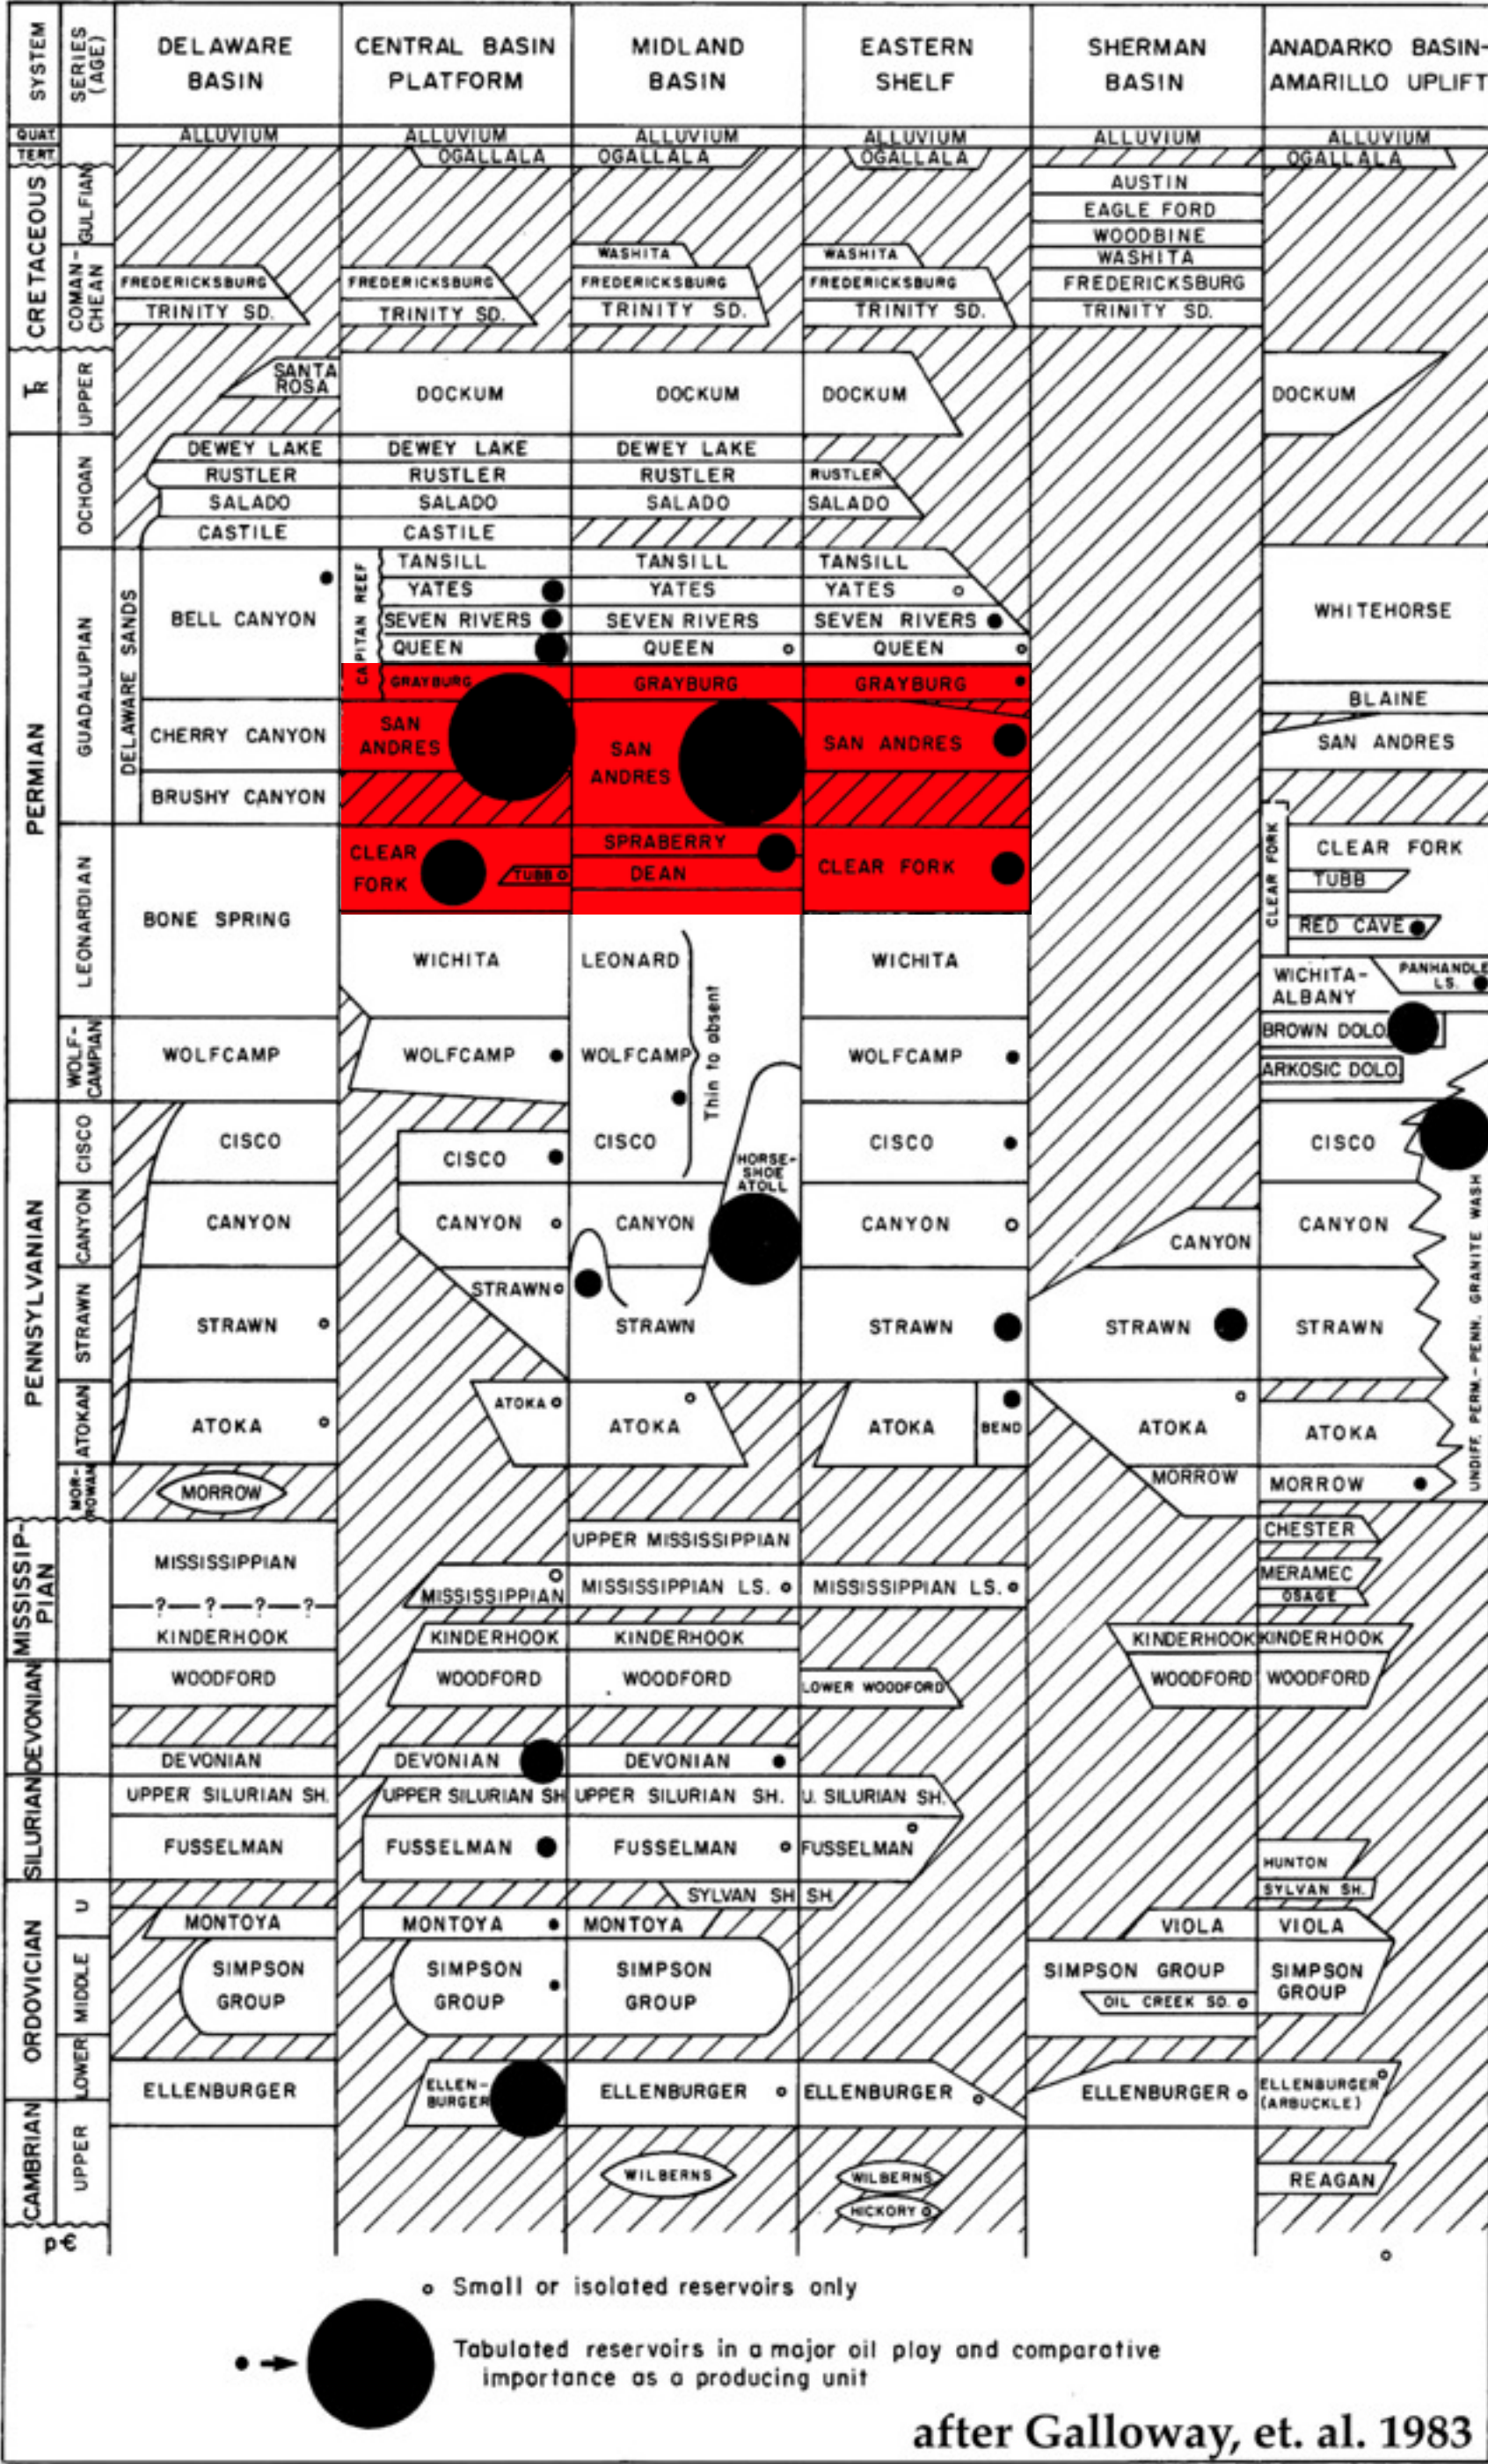 SYSTEM
SERIES
(AGE)
DELAWARE
BASIN
CENTRAL BASIN
PLATFORM
MIDLAND
BASIN
EASTERN
SHELF
SHERMAN
BASIN
ANADARKO BASIN-
AMARILLO UPLIFT
QUAT.
ALLUVIUM
ALLUVIUM
ALLUVIUM
ALLUVIUM
ALLUVIUM
ALLUVIUM
TERT.
OGALLALA
OGALLALA
OGALLALA
OGALLALA
CRETACEOUS
GULFIAN
AUSTIN
EAGLE FORD
WOODBINE
COMAN-
CHEAN
WASHITA
WASHITA
WASHITA
FREDERICKSBURG
FREDERICKSBURG
FREDERICKSBURG
FREDERICKSBURG
FREDERICKSBURG
TRINITY SD.
TRINITY SD.
TRINITY SD.
TRINITY SD.
TRINITY SD.
TR
UPPER
SANTA
ROSA
DOCKUM
DOCKUM
DOCKUM
DOCKUM
PERMIAN
OCHOAN
DEWEY LAKE
DEWEY LAKE
DEWEY LAKE
RUSTLER
RUSTLER
RUSTLER
RUSTLER
SALADO
SALADO
SALADO
SALADO
CASTILE
CASTILE
GUADALUPIAN
DELAWARE SANDS
BELL CANYON
CAPITAN REEF
TANSILL
TANSILL
TANSILL
YATES
YATES
YATES
SEVEN RIVERS
SEVEN RIVERS
SEVEN RIVERS
QUEEN
QUEEN
QUEEN
WHITEHORSE
GRAYBURG
GRAYBURG
GRAYBURG
BLAINE
CHERRY CANYON
SAN
ANDRES
SAN
ANDRES
SAN ANDRES
SAN ANDRES
BRUSHY CANYON
LEONARDIAN
BONE SPRING
CLEAR
FORK
TUBB
SPRABERRY
DEAN
CLEAR FORK
CLEAR FORK
CLEAR FORK
TUBB
RED CAVE
WICHITA
LEONARD
WICHITA
WICHITA-
ALBANY
PANHANDLE
LS.
Thin to absent
WOLF-
CAMPIAN
WOLFCAMP
WOLFCAMP
WOLFCAMP
WOLFCAMP
BROWN DOLO.
ARKOSIC DOLO.
PENNSYLVANIAN
CISCO
CISCO
CISCO
CISCO
CISCO
CISCO
HORSE-
SHOE
ATOLL
CANYON
CANYON
CANYON
CANYON
CANYON
CANYON
CANYON
UNDIFF. PERM.- PENN. GRANITE WASH
STRAWN
STRAWN
STRAWN
STRAWN
STRAWN
STRAWN
STRAWN
ATOKAN
ATOKA
ATOKA
ATOKA
ATOKA
BEND
ATOKA
ATOKA
MOR-
ROWAN
MORROW
MORROW
MORROW
MISSISSIP-
PIAN
MISSISSIPPIAN
MISSISSIPPIAN
UPPER MISSISSIPPIAN
MISSISSIPPIAN LS.
MISSISSIPPIAN LS.
CHESTER
MERAMEC
OSAGE
? ? ? ?
KINDERHOOK
KINDERHOOK
KINDERHOOK
KINDERHOOK
KINDERHOOK
DEVONIAN
WOODFORD
WOODFORD
WOODFORD
LOWER WOODFORD
WOODFORD
WOODFORD
DEVONIAN
DEVONIAN
DEVONIAN
SILURIAN
UPPER SILURIAN SH.
UPPER SILURIAN SH
UPPER SILURIAN SH.
U. SILURIAN SH.
FUSSELMAN
FUSSELMAN
FUSSELMAN
FUSSELMAN
HUNTON
ORDOVICIAN
U
SYLVAN SH
SH.
SYLVAN SH.
MONTOYA
MONTOYA
MONTOYA
VIOLA
VIOLA
MIDDLE
SIMPSON
GROUP
SIMPSON
GROUP
SIMPSON
GROUP
SIMPSON GROUP
OIL CREEK SD.
SIMPSON
GROUP
LOWER
ELLENBURGER
ELLEN-
BURGER
ELLENBURGER
ELLENBURGER
ELLENBURGER
ELLENBURGER
(ARBUCKLE)
CAMBRIAN
UPPER
WILBERNS
WILBERNS
HICKORY
REAGAN
p€
Small or isolated reservoirs only
Tabulated reservoirs in a major oil play and comparative
importance as a producing unit
after Galloway, et. al. 1983